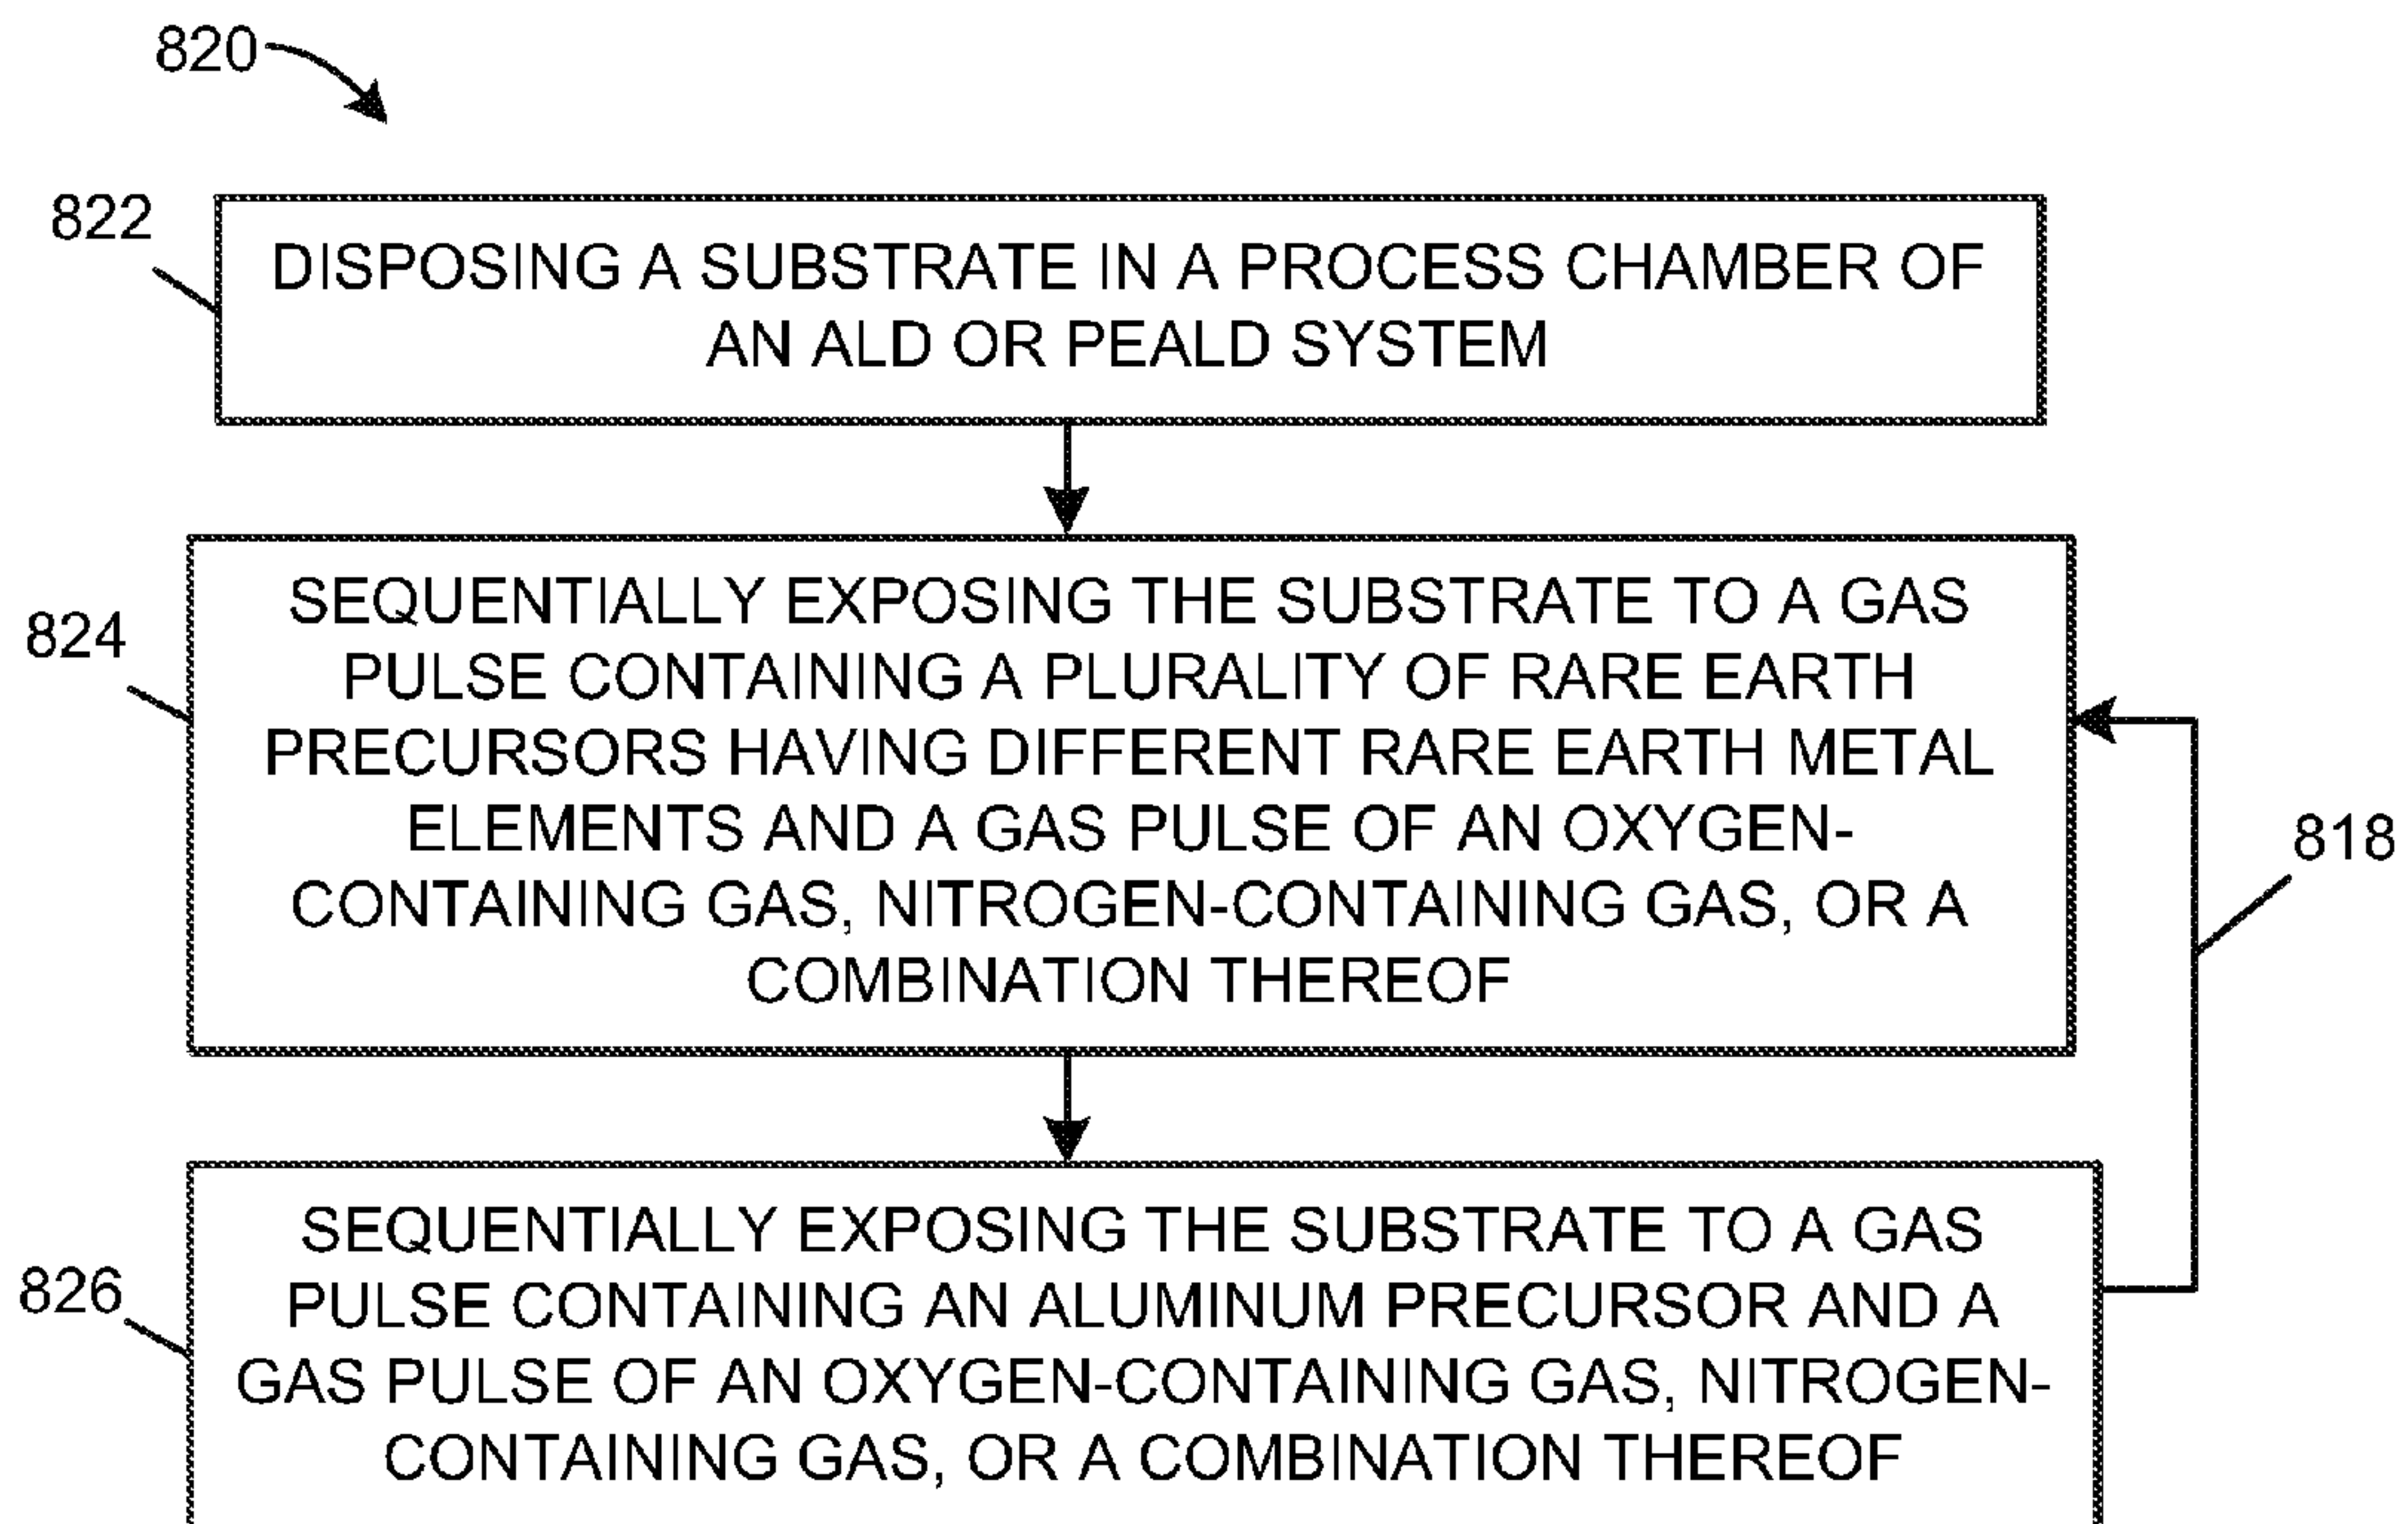 820
822
DISPOSING A SUBSTRATE IN A PROCESS CHAMBER OF
AN ALD OR PEALD SYSTEM
824
SEQUENTIALLY EXPOSING THE SUBSTRATE TO A GAS
PULSE CONTAINING A PLURALITY OF RARE EARTH
PRECURSORS HAVING DIFFERENT RARE EARTH METAL
ELEMENTS AND A GAS PULSE OF AN OXYGEN-
CONTAINING GAS, NITROGEN-CONTAINING GAS, OR A
COMBINATION THEREOF
818
826
SEQUENTIALLY EXPOSING THE SUBSTRATE TO A GAS
PULSE CONTAINING AN ALUMINUM PRECURSOR AND A
GAS PULSE OF AN OXYGEN-CONTAINING GAS, NITROGEN-
CONTAINING GAS, OR A COMBINATION THEREOF